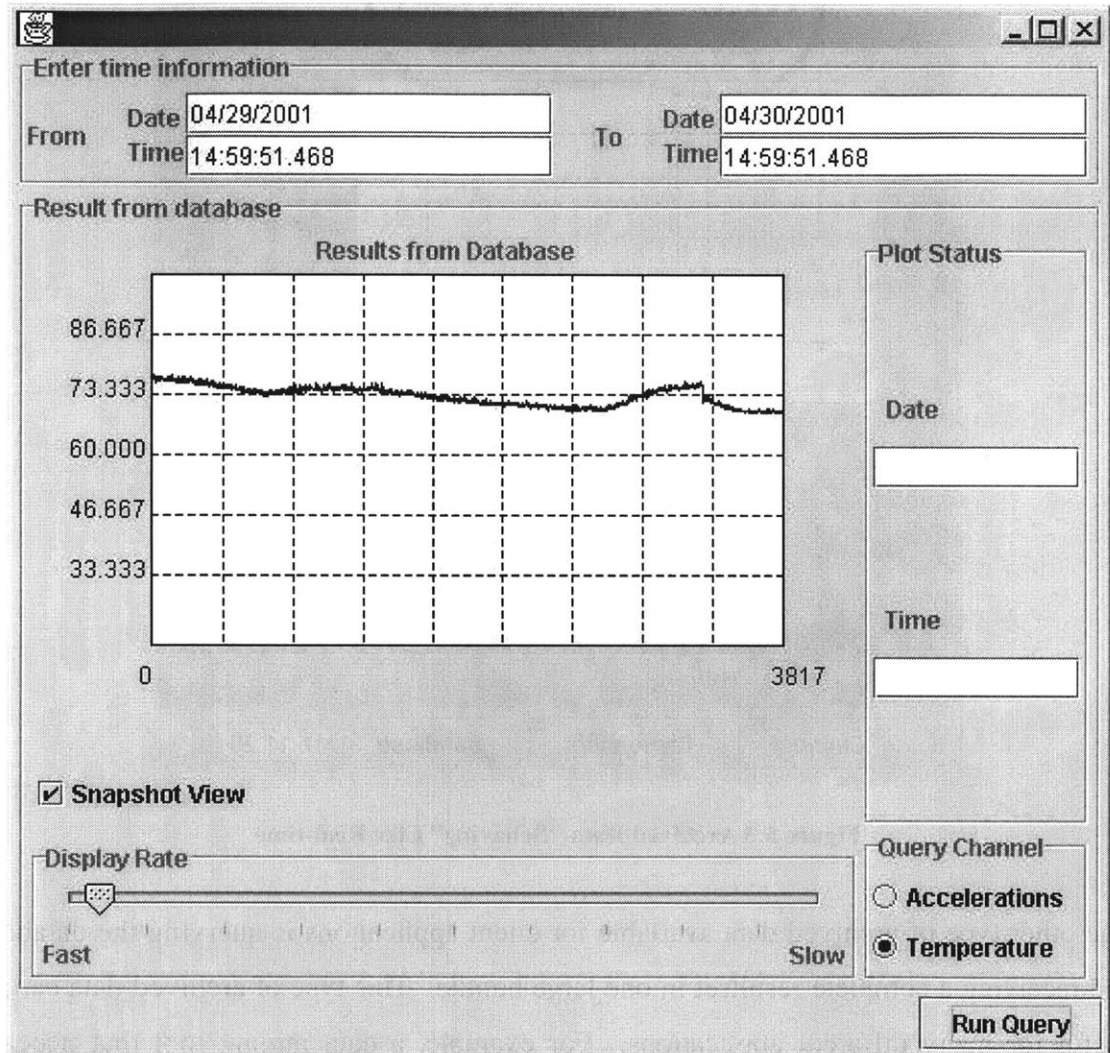 Enter time information
From Date 04/29/2001 To Date 04/30/2001
Time 14:59:51.468 Time 14:59:51.468
Result from database
Results from Database
Plot Status
86.667
73.333
60.000
46.667
33.333
0 3817
Date
Time
Snapshot View
Display Rate
Fast Slow
Query Channel
Accelerations
Temperature
Run Query